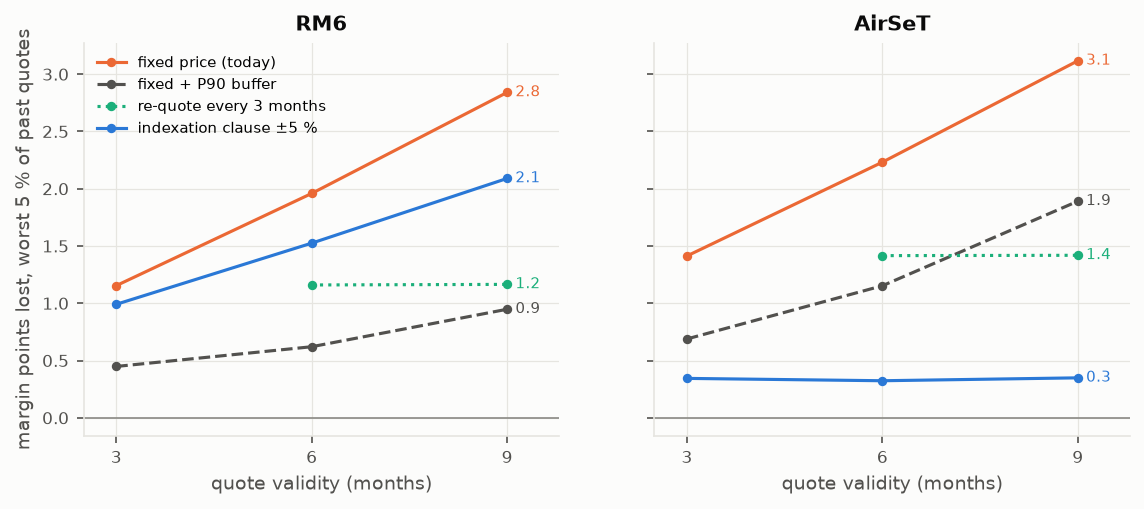 RM6
AirSeT
margin points lost, worst 5 % of past quotes
3.0
2.5
2.0
1.5
1.0
0.5
0.0
fixed price (today)
fixed + P90 buffer
re-quote every 3 months
indexation clause ±5 %
2.8
2.1
1.2
0.9
3.1
1.9
1.4
0.3
3 6 9
3 6 9
quote validity (months)
quote validity (months)